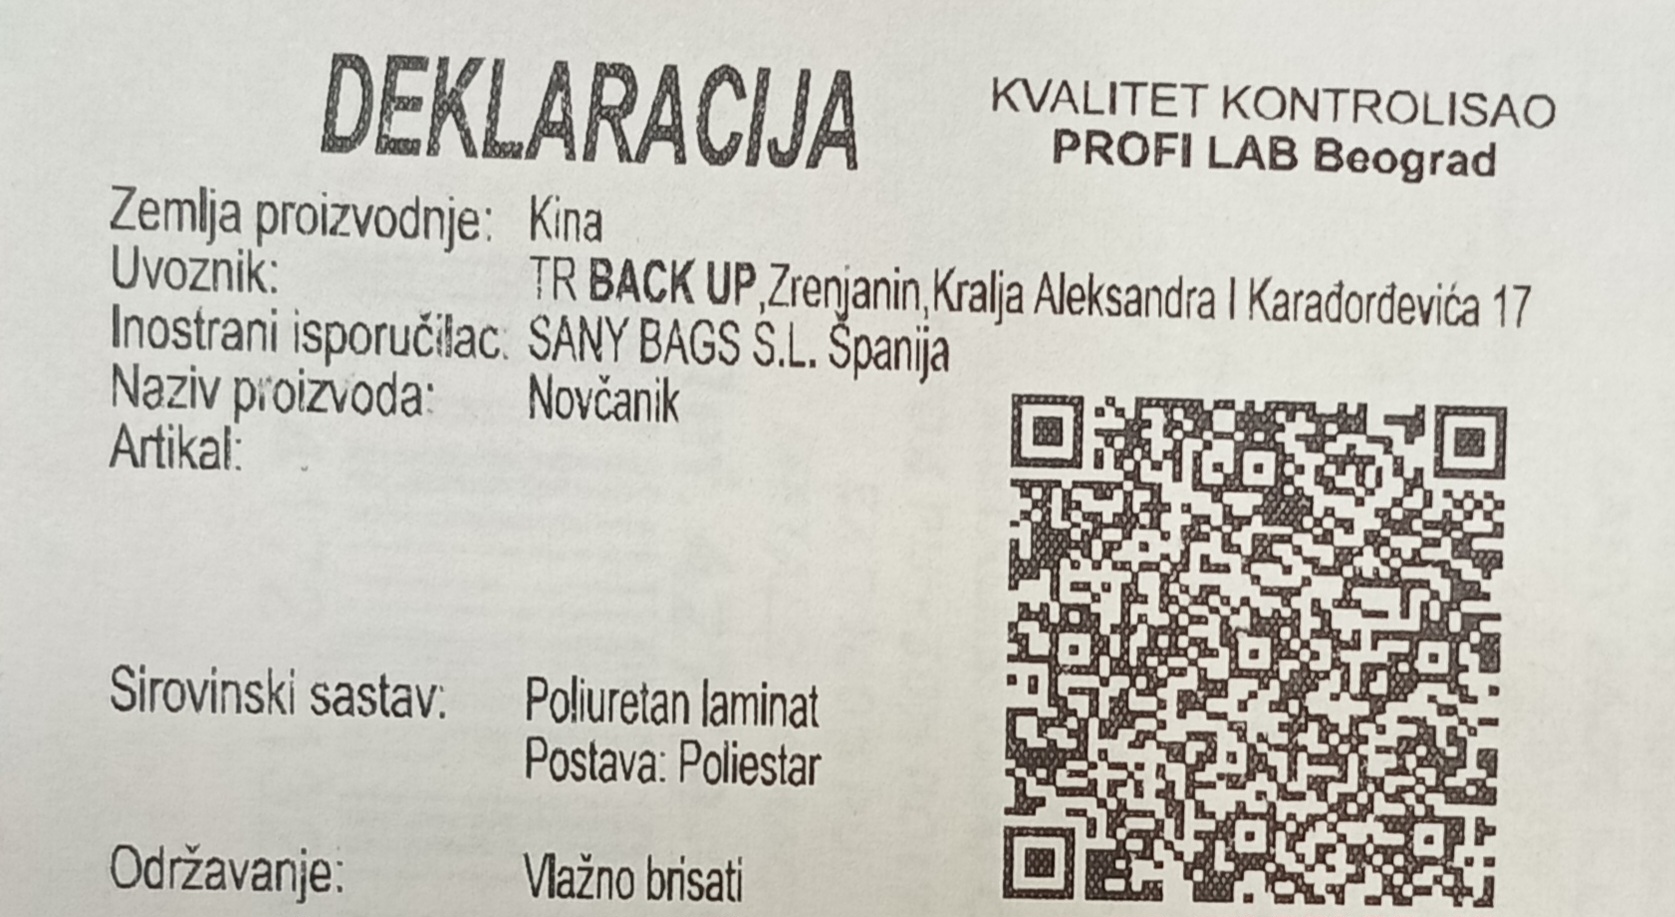 DEKLARACIJA
KVALITET KONTROLISAO
PROFI LAB Beograd
Zemlja proizvodnje: Kina
Uvoznik: TR BACK UP,Zrenjanin,Kralja Aleksandra I Karađorđevića 17
Inostrani isporučilac: SANY BAGS S.L. Španija
Naziv proizvoda: Novčanik
Artikal:
Sirovinski sastav: Poliuretan laminat
Postava: Poliestar
Održavanje: Vlažno brisati